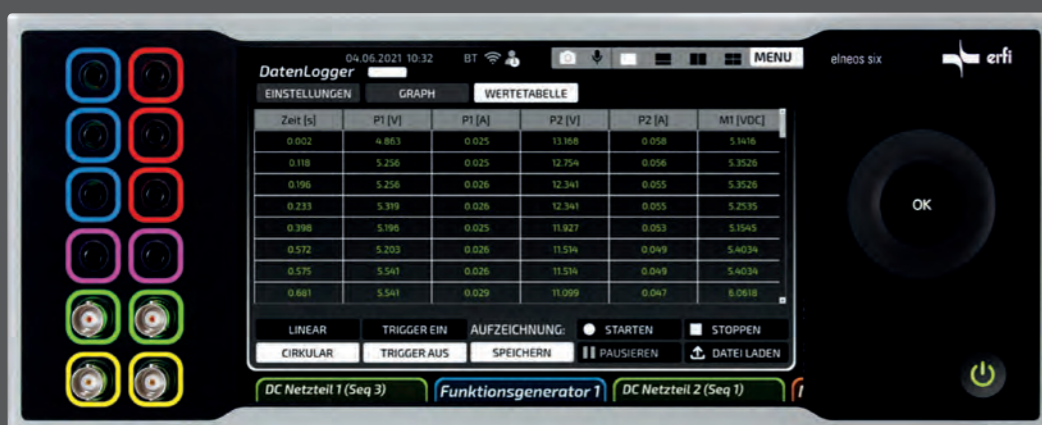 04.06.2021 10:32 BT
DatenLogger
MENU
elneos six
erfi
EINSTELLUNGEN GRAPH WERTETABELLE
Zeit [s] P1 [V] P1 [A] P2 [V] P2 [A] M1 [VDC]
0.002 4.863 0.025 13.168 0.058 5.1416
0.118 5.256 0.025 12.754 0.056 5.3526
0.196 5.256 0.026 12.341 0.055 5.3526
0.233 5.319 0.026 12.341 0.055 5.2535
0.398 5.196 0.025 11.927 0.053 5.1545
0.572 5.203 0.026 11.514 0.049 5.4034
0.575 5.541 0.026 11.514 0.049 5.4034
0.681 5.541 0.029 11.099 0.047 6.0618
OK
LINEAR TRIGGER EIN AUFZEICHNUNG: STARTEN STOPPEN
CIRKULAR TRIGGER AUS SPEICHERN PAUSIEREN DATEI LADEN
DC Netzteil 1 (Seq 3) Funktionsgenerator 1 DC Netzteil 2 (Seq 1)